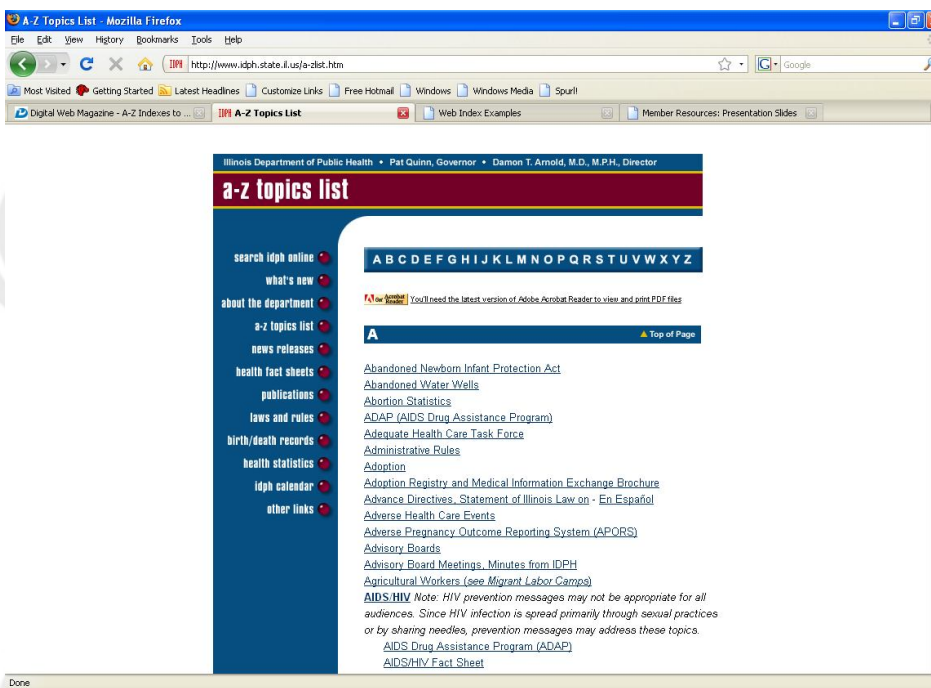 A-Z Topics List - Mozilla Firefox
File Edit View History Bookmarks Tools Help
http://www.idph.state.il.us/a-zlist.htm
Google
Most Visited Getting Started Latest Headlines Customize Links Free Hotmail Windows Windows Media Spurl!
Digital Web Magazine - A-Z Indexes to ... A-Z Topics List Web Index Examples Member Resources: Presentation Slides
Illinois Department of Public Health • Pat Quinn, Governor • Damon T. Arnold, M.D., M.P.H., Director
a-z topics list
search idph online
what's new
about the department
a-z topics list
news releases
health fact sheets
publications
laws and rules
birth/death records
health statistics
idph calendar
other links
A B C D E F G H I J K L M N O P Q R S T U V W X Y Z
You'll need the latest version of Adobe Acrobat Reader to view and print PDF files
A Top of Page
Abandoned Newborn Infant Protection Act
Abandoned Water Wells
Abortion Statistics
ADAP (AIDS Drug Assistance Program)
Adequate Health Care Task Force
Administrative Rules
Adoption
Adoption Registry and Medical Information Exchange Brochure
Advance Directives, Statement of Illinois Law on - En Español
Adverse Health Care Events
Adverse Pregnancy Outcome Reporting System (APORS)
Advisory Boards
Advisory Board Meetings, Minutes from IDPH
Agricultural Workers (see Migrant Labor Camps)
AIDS/HIV Note: HIV prevention messages may not be appropriate for all
audiences. Since HIV infection is spread primarily through sexual practices
or by sharing needles, prevention messages may address these topics.
AIDS Drug Assistance Program (ADAP)
AIDS/HIV Fact Sheet
Done